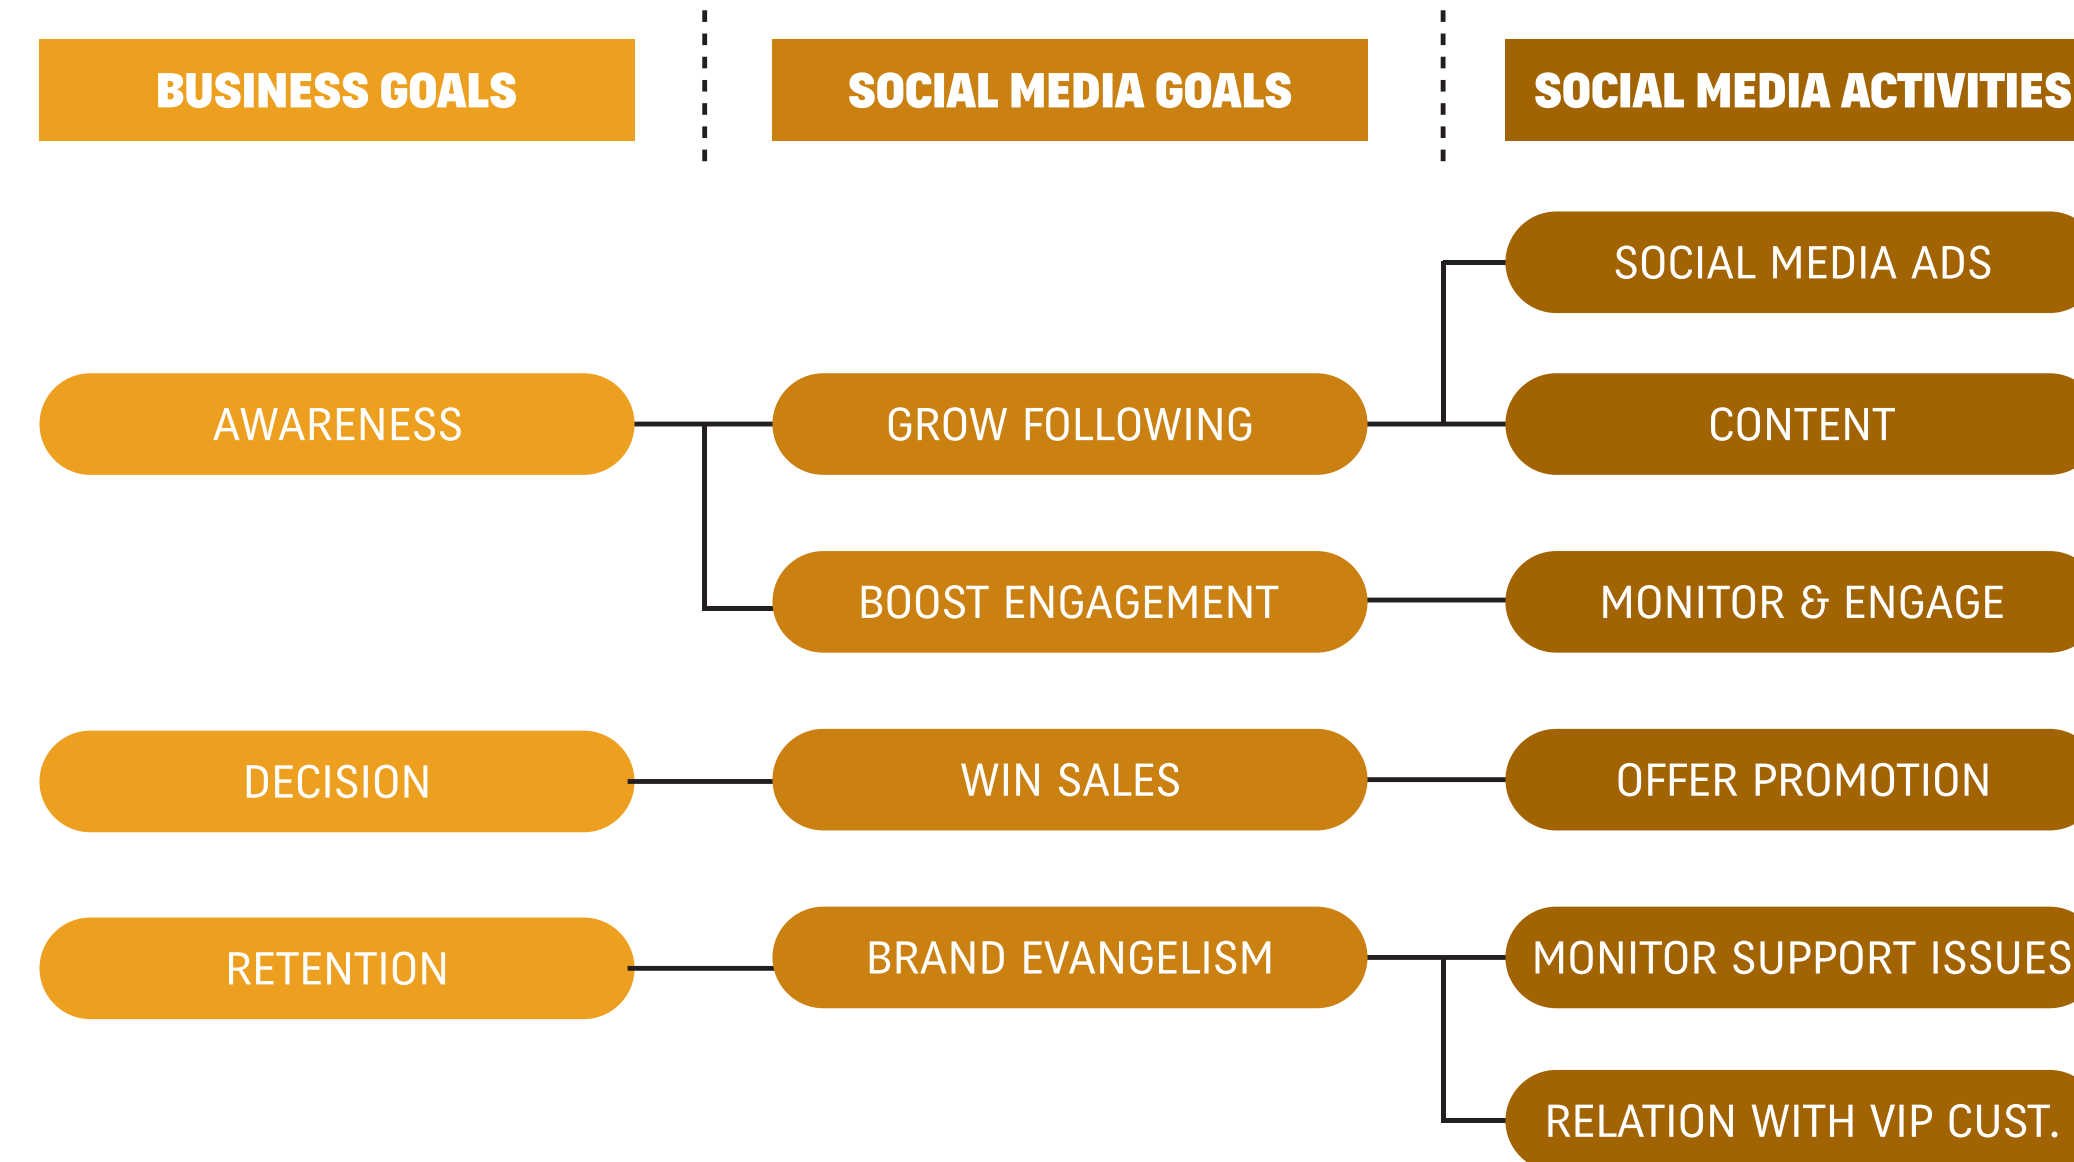 BUSINESS GOALS
SOCIAL MEDIA GOALS
SOCIAL MEDIA ACTIVITIES
SOCIAL MEDIA ADS
AWARENESS
GROW FOLLOWING
CONTENT
BOOST ENGAGEMENT
MONITOR & ENGAGE
DECISION
WIN SALES
OFFER PROMOTION
RETENTION
BRAND EVANGELISM
MONITOR SUPPORT ISSUES
RELATION WITH VIP CUST.